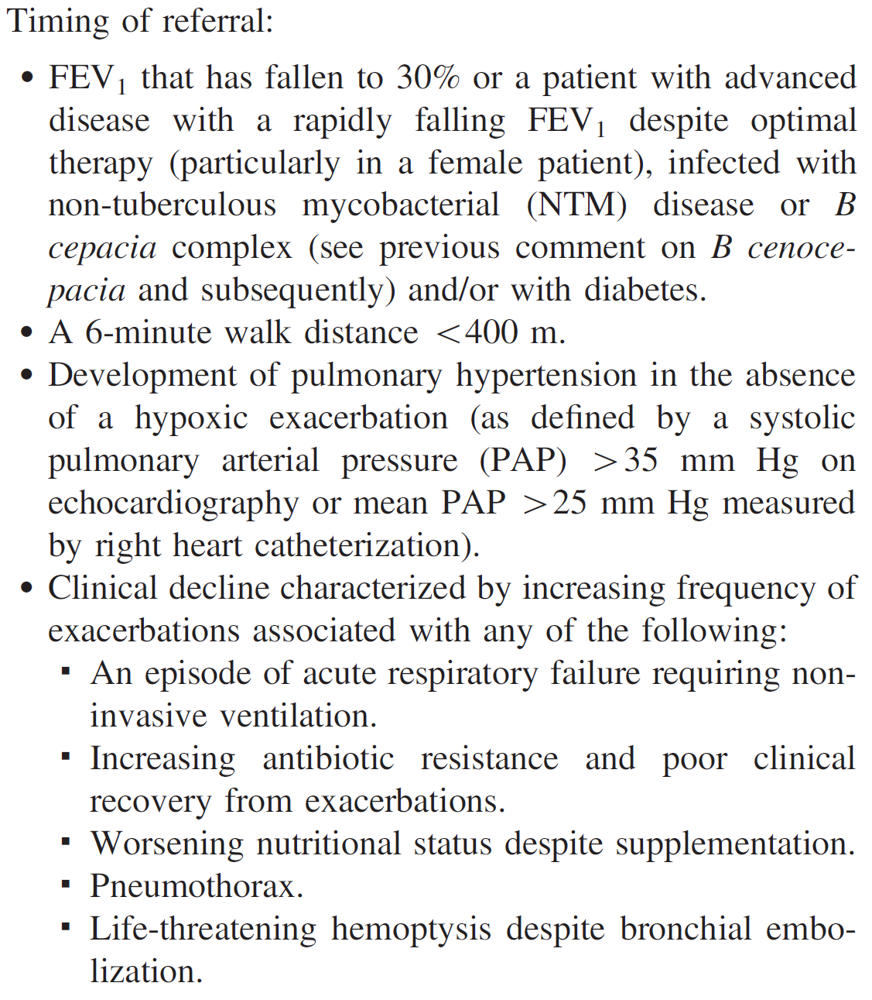 Timing of referral:
• FEV₁ that has fallen to 30% or a patient with advanced
disease with a rapidly falling FEV₁ despite optimal
therapy (particularly in a female patient), infected with
non-tuberculous mycobacterial (NTM) disease or B
cepacia complex (see previous comment on B cenoce-
pacia and subsequently) and/or with diabetes.
• A 6-minute walk distance <400 m.
• Development of pulmonary hypertension in the absence
of a hypoxic exacerbation (as defined by a systolic
pulmonary arterial pressure (PAP) >35 mm Hg on
echocardiography or mean PAP >25 mm Hg measured
by right heart catheterization).
• Clinical decline characterized by increasing frequency of
exacerbations associated with any of the following:
▪ An episode of acute respiratory failure requiring non-
invasive ventilation.
▪ Increasing antibiotic resistance and poor clinical
recovery from exacerbations.
▪ Worsening nutritional status despite supplementation.
▪ Pneumothorax.
▪ Life-threatening hemoptysis despite bronchial embo-
lization.